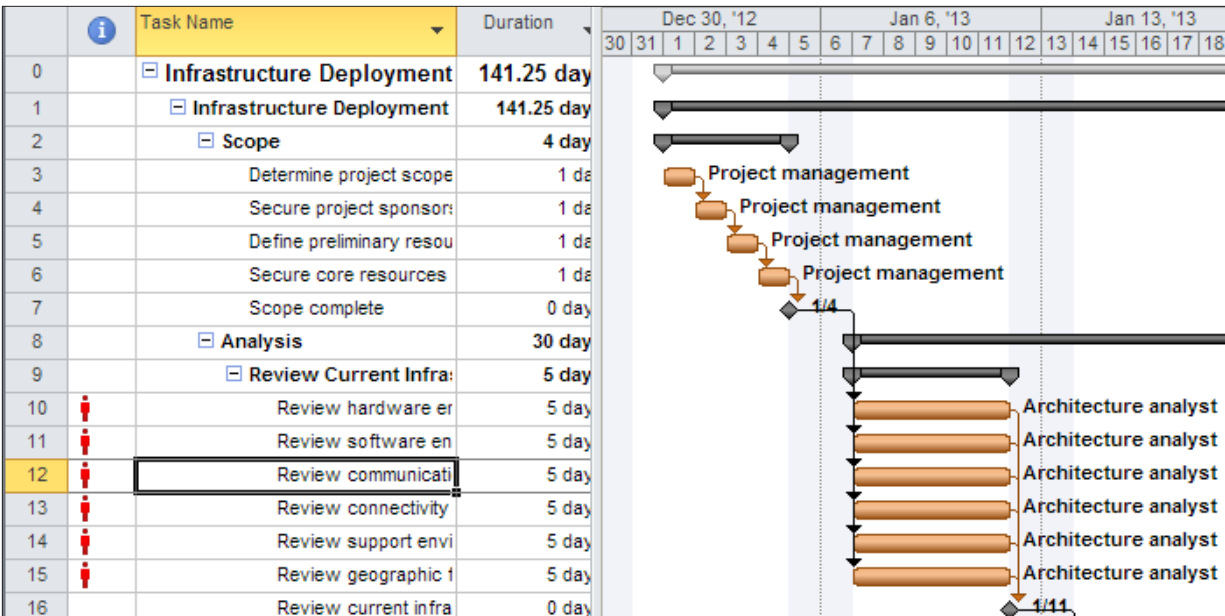 Task Name Duration Dec 30, '12 Jan 6, '13 Jan 13, '13
30 31 1 2 3 4 5 6 7 8 9 10 11 12 13 14 15 16 17 18
0 Infrastructure Deployment 141.25 day
1 Infrastructure Deployment 141.25 day
2 Scope 4 day
3 Determine project scope 1 da Project management
4 Secure project sponsors 1 da Project management
5 Define preliminary resou 1 da Project management
6 Secure core resources 1 da Project management
7 Scope complete 0 day 1/4
8 Analysis 30 day
9 Review Current Infra 5 day
10 Review hardware er 5 day Architecture analyst
11 Review software en 5 day Architecture analyst
12 Review communicati 5 day Architecture analyst
13 Review connectivity 5 day Architecture analyst
14 Review support envi 5 day Architecture analyst
15 Review geographic f 5 day Architecture analyst
16 Review current infra 0 day 1/11